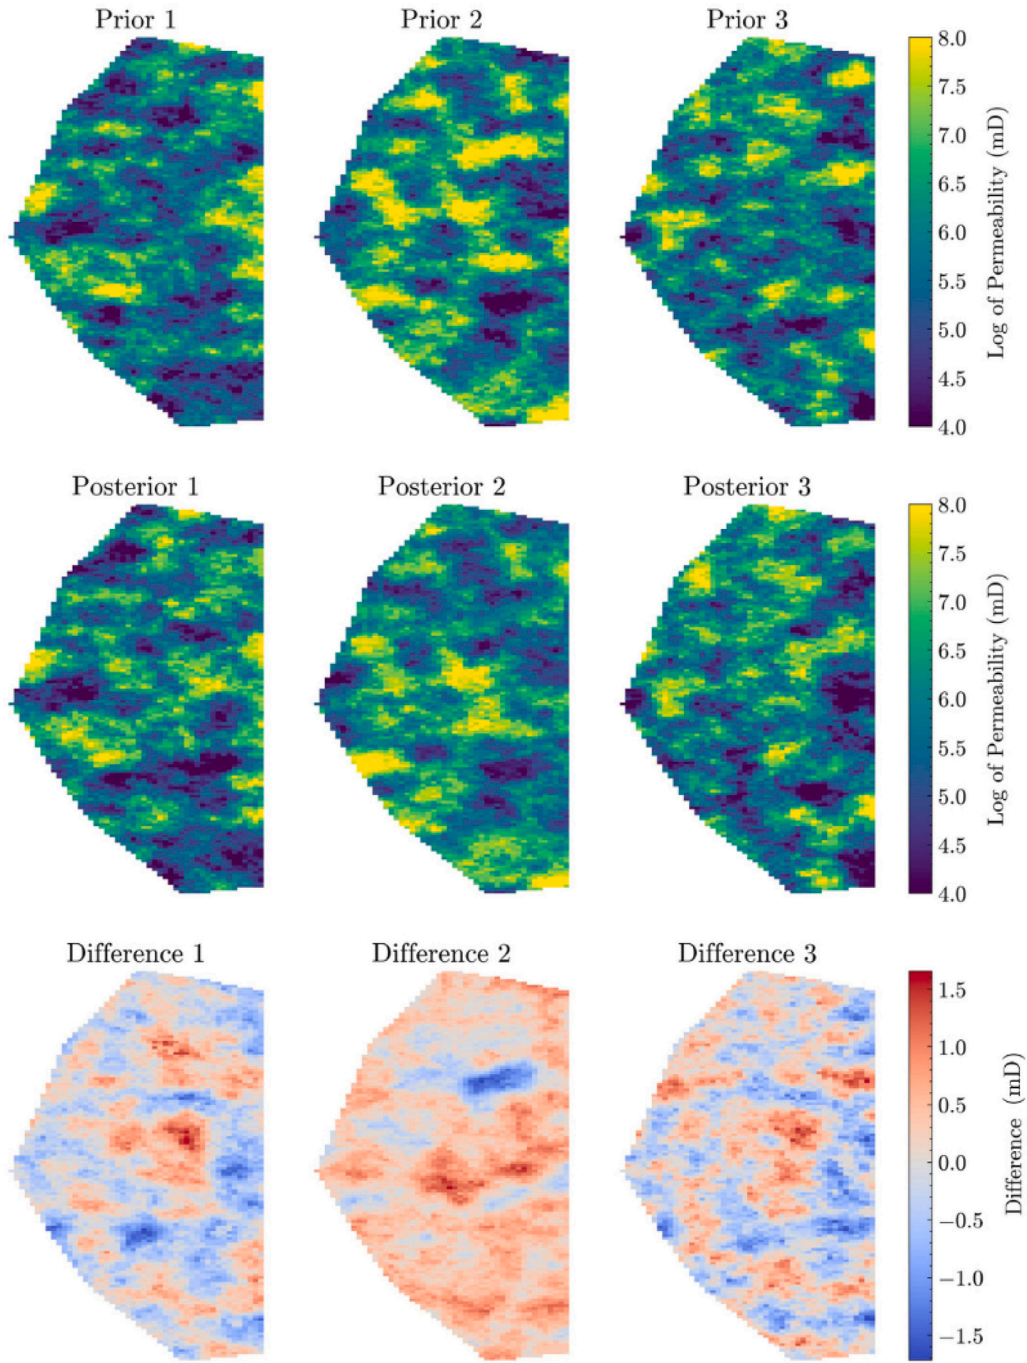 Prior 1
Prior 2
Prior 3
8.0
7.5
7.0
6.5
6.0
5.5
5.0
4.5
4.0
Log of Permeability (mD)
Posterior 1
Posterior 2
Posterior 3
8.0
7.5
7.0
6.5
6.0
5.5
5.0
4.5
4.0
Log of Permeability (mD)
Difference 1
Difference 2
Difference 3
1.5
1.0
0.5
0.0
−0.5
−1.0
−1.5
Difference (mD)